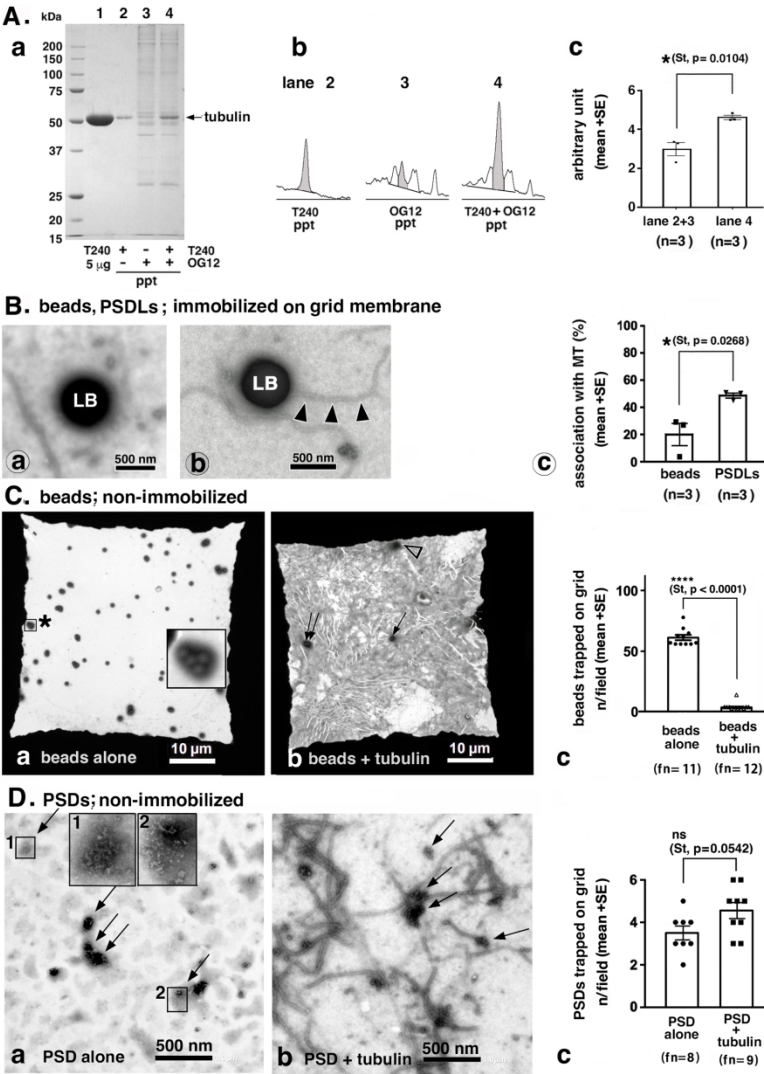 A.
a
kDa 1 2 3 4
200
150
100
75
50
37
25
20
15
tubulin
T240 + − + T240
5 μg − + + OG12
ppt
b
lane 2 3 4
T240
ppt
OG12
ppt
T240+OG12
ppt
c
* (St, p= 0.0104)
arbitrary unit
(mean +SE)
6
4
2
0
lane 2+3 lane 4
(n=3) (n=3)
B. beads, PSDLs; immobilized on grid membrane
LB
500 nm
a
LB
500 nm
b
c
* (St, p= 0.0268)
association with MT (%)
(mean +SE)
100
80
60
40
20
0
beads PSDLs
(n=3) (n=3)
C. beads; non-immobilized
*
10 μm
a beads alone
10 μm
b beads + tubulin
c
****
(St, p < 0.0001)
beads trapped on grid
n/field (mean +SE)
100
50
0
beads alone
beads + tubulin
(fn= 11) (fn= 12)
D. PSDs; non-immobilized
1
1
2
2
a PSD alone 500 nm
b PSD + tubulin 500 nm
c
ns
(St, p=0.0542)
PSDs trapped on grid
n/field (mean +SE)
8
6
4
2
0
PSD alone
PSD + tubulin
(fn=8) (fn=9)